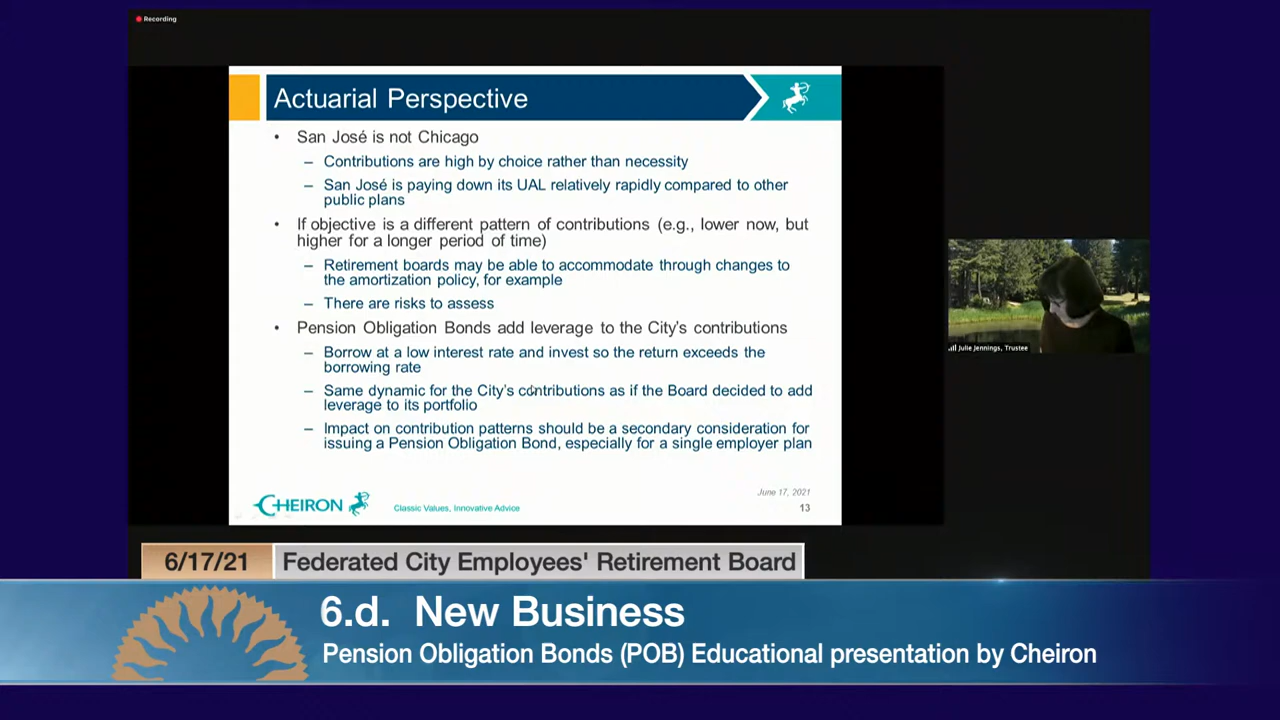 Recording
Actuarial Perspective
• San José is not Chicago
– Contributions are high by choice rather than necessity
– San José is paying down its UAL relatively rapidly compared to other
public plans
• If objective is a different pattern of contributions (e.g., lower now, but
higher for a longer period of time)
– Retirement boards may be able to accommodate through changes to
the amortization policy, for example
– There are risks to assess
• Pension Obligation Bonds add leverage to the City's contributions
– Borrow at a low interest rate and invest so the return exceeds the
borrowing rate
– Same dynamic for the City's contributions as if the Board decided to add
leverage to its portfolio
– Impact on contribution patterns should be a secondary consideration for
issuing a Pension Obligation Bond, especially for a single employer plan
June 17, 2021
CHEIRON
Classic Values, Innovative Advice
13
Julie Jennings, Trustee
6/17/21
Federated City Employees' Retirement Board
6.d. New Business
Pension Obligation Bonds (POB) Educational presentation by Cheiron